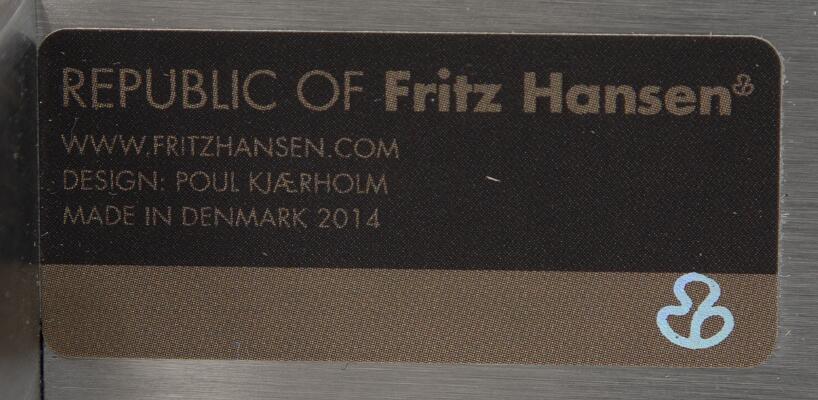 REPUBLIC OF Fritz Hansen
WWW.FRITZHANSEN.COM
DESIGN: POUL KJÆRHOLM
MADE IN DENMARK 2014